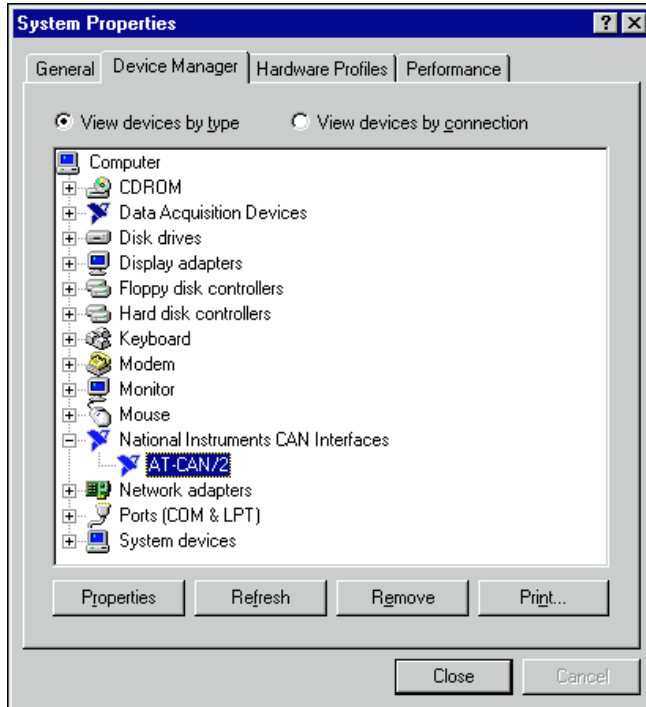 System Properties
General Device Manager Hardware Profiles Performance
View devices by type View devices by connection
Computer
CDROM
Data Acquisition Devices
Disk drives
Display adapters
Floppy disk controllers
Hard disk controllers
Keyboard
Modem
Monitor
Mouse
National Instruments CAN Interfaces
AT-CAN/2
Network adapters
Ports (COM & LPT)
System devices
Properties Refresh Remove Print...
Close Cancel